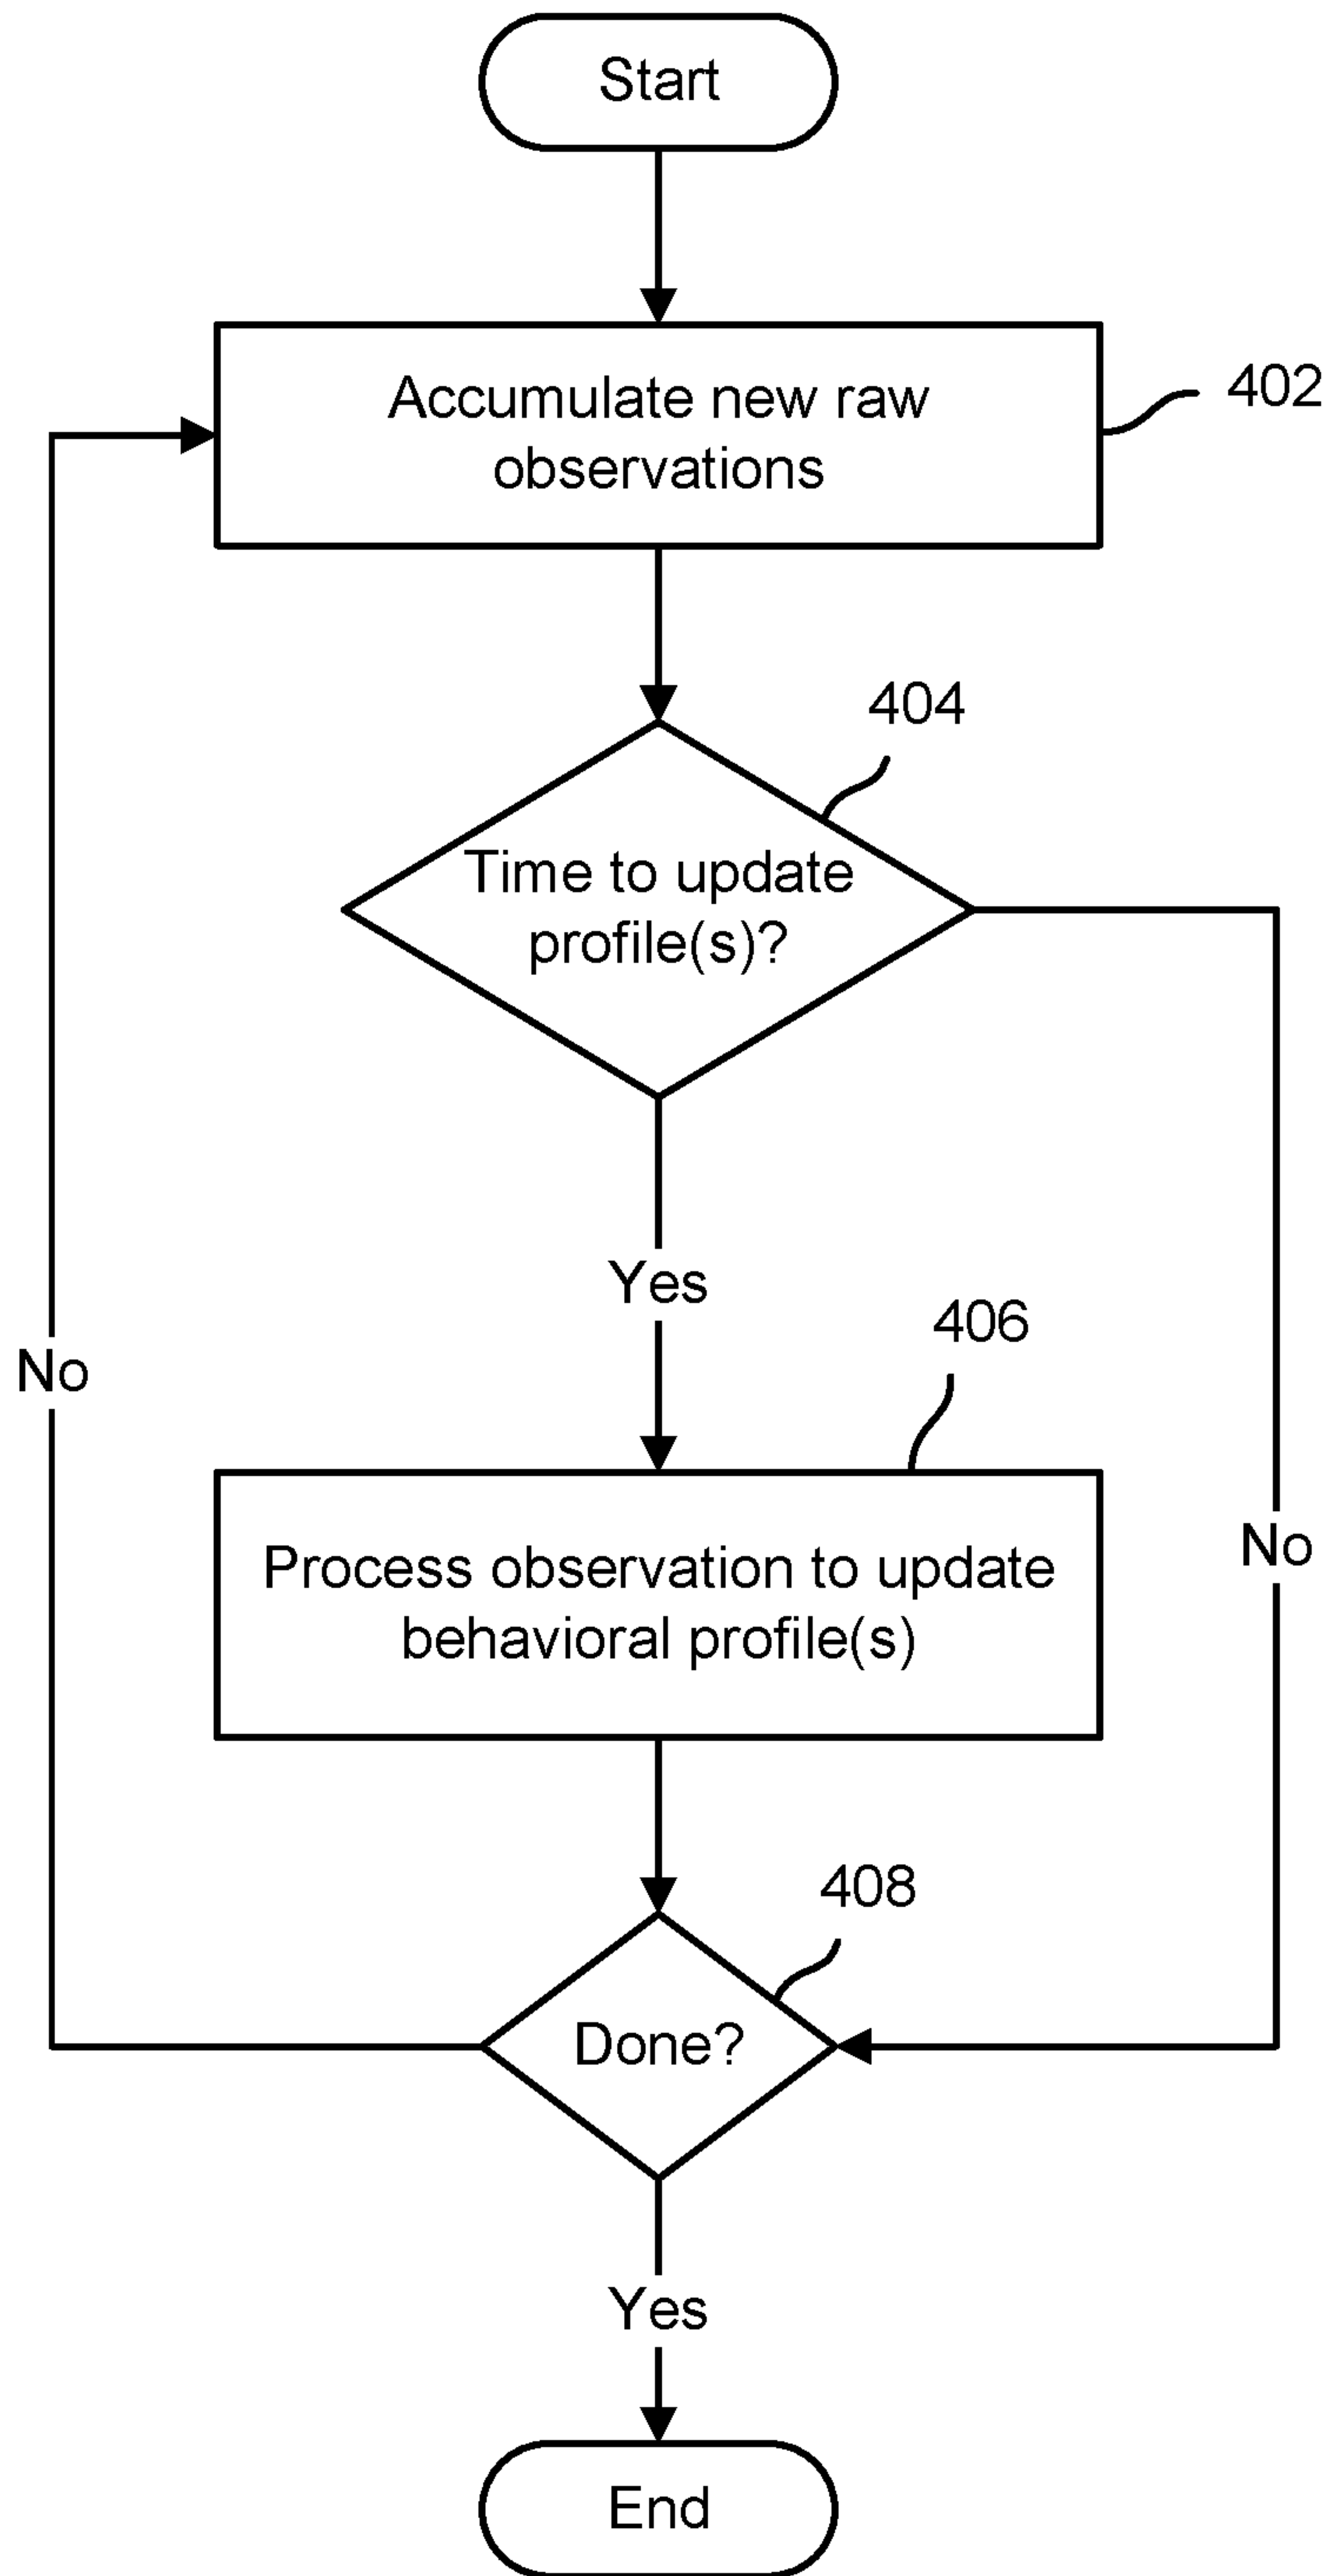 Start
Accumulate new raw
observations
402
404
Time to update
profile(s)?
Yes
406
No
Process observation to update
behavioral profile(s)
No
408
Done?
Yes
End